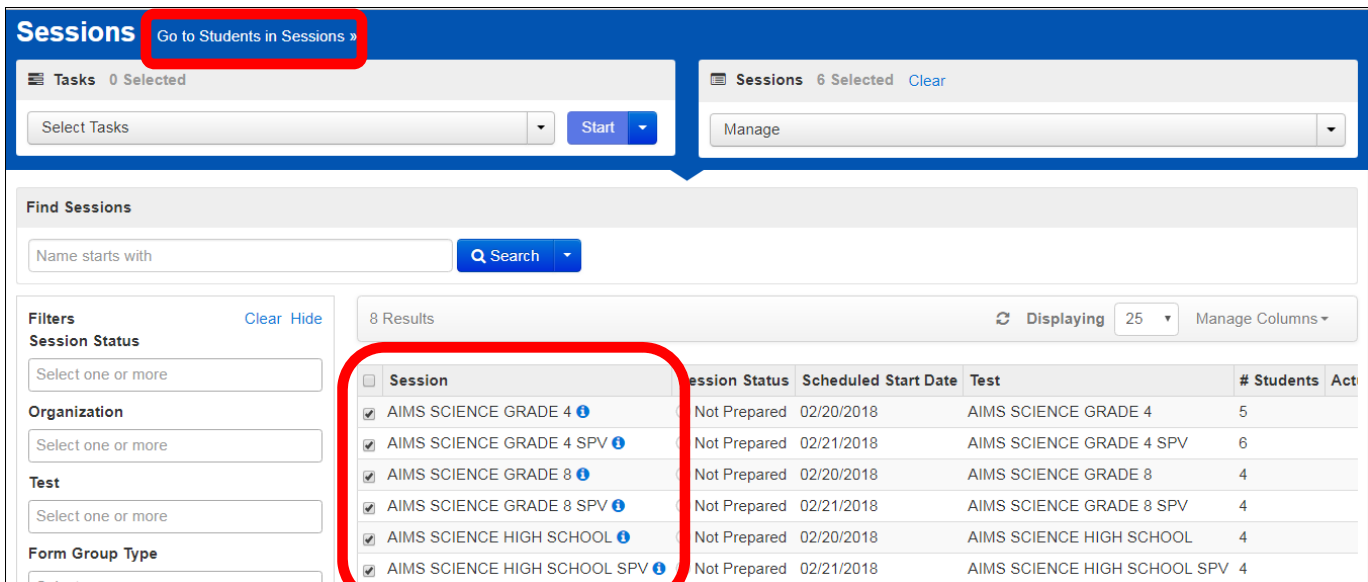 Sessions Go to Students in Sessions »
Tasks 0 Selected
Select Tasks
Start
Sessions 6 Selected Clear
Manage
Find Sessions
Name starts with
Search
Filters Clear Hide
Session Status
Select one or more
Organization
Select one or more
Test
Select one or more
Form Group Type
8 Results Displaying 25 Manage Columns
Session ession Status Scheduled Start Date Test # Students Act
AIMS SCIENCE GRADE 4 Not Prepared 02/20/2018 AIMS SCIENCE GRADE 4 5
AIMS SCIENCE GRADE 4 SPV Not Prepared 02/21/2018 AIMS SCIENCE GRADE 4 SPV 6
AIMS SCIENCE GRADE 8 Not Prepared 02/20/2018 AIMS SCIENCE GRADE 8 4
AIMS SCIENCE GRADE 8 SPV Not Prepared 02/21/2018 AIMS SCIENCE GRADE 8 SPV 4
AIMS SCIENCE HIGH SCHOOL Not Prepared 02/20/2018 AIMS SCIENCE HIGH SCHOOL 4
AIMS SCIENCE HIGH SCHOOL SPV Not Prepared 02/21/2018 AIMS SCIENCE HIGH SCHOOL SPV 4